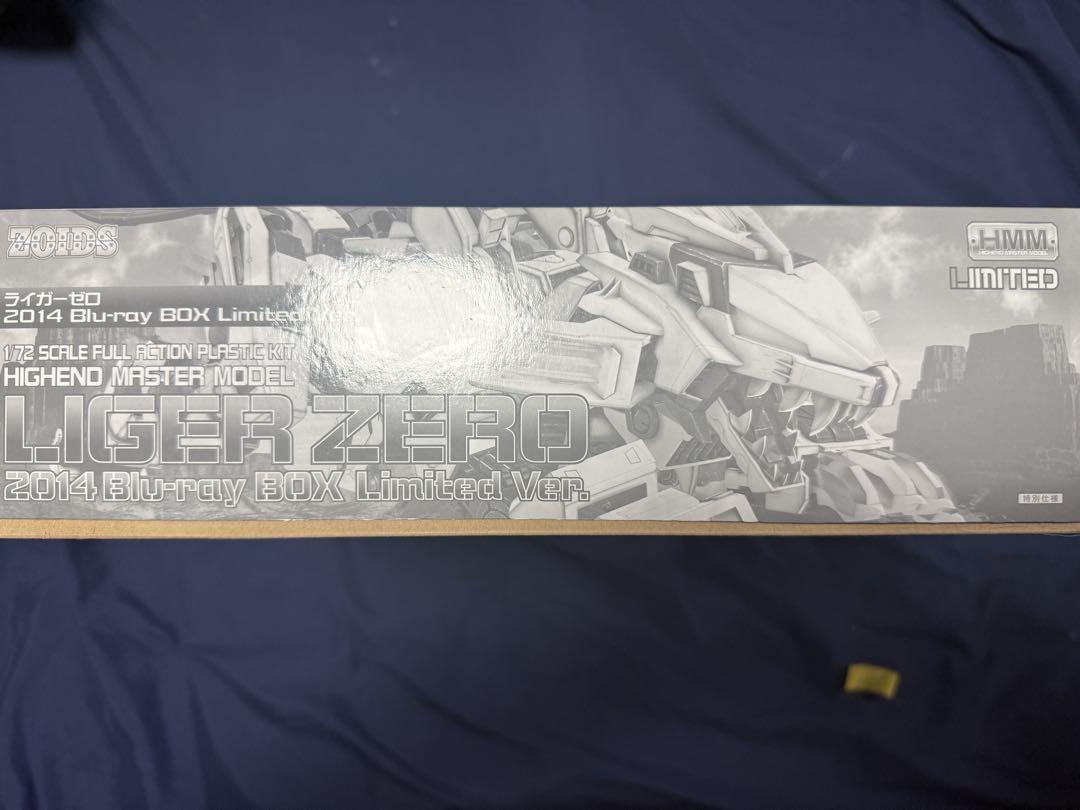 ZOIDS
ライガーゼロ
2014 Blu-ray BOX Limited Ver.
1/72 SCALE FULL ACTION PLASTIC KIT
HIGHEND MASTER MODEL
LIGER ZERO
2014 Blu-ray BOX Limited Ver.
HMM
HIGHEND MASTER MODEL
LIMITED
特別仕様